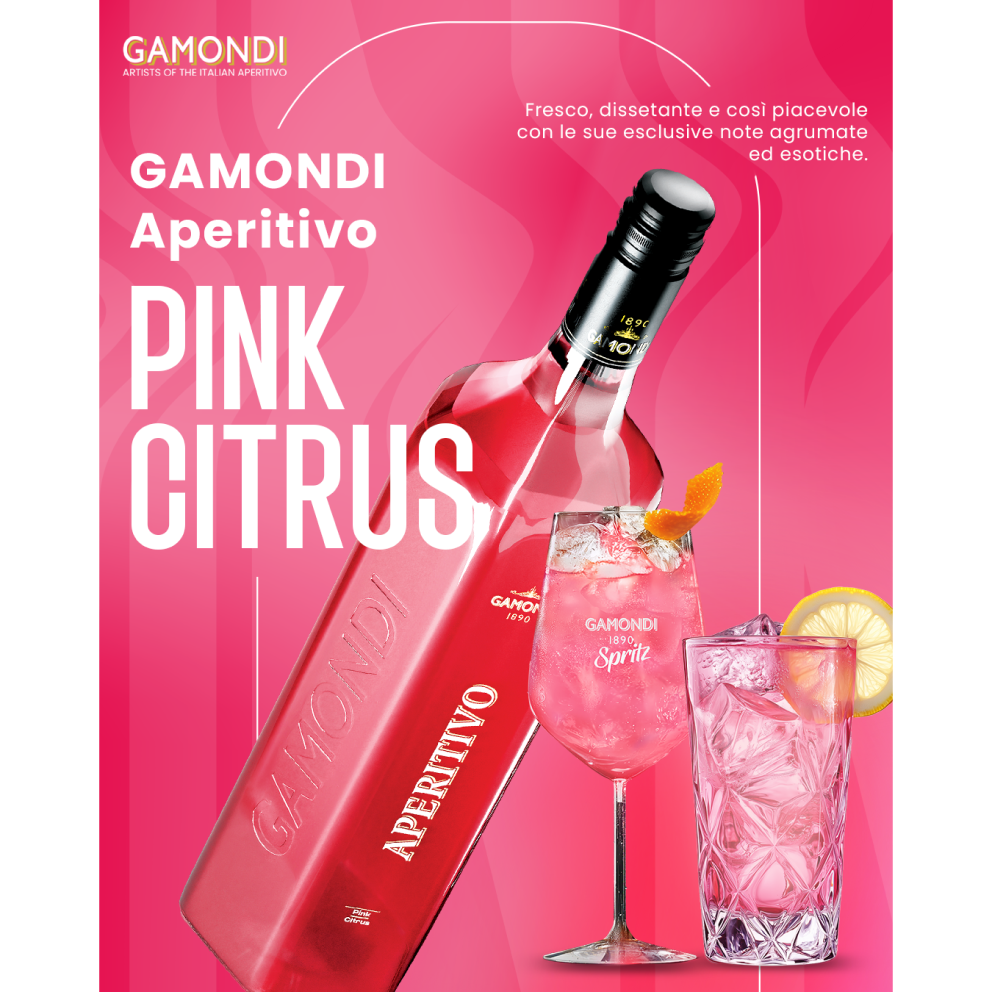 GAMONDI
ARTISTS OF THE ITALIAN APERITIVO
Fresco, dissetante e così piacevole
con le sue esclusive note agrumate
ed esotiche.
GAMONDI
Aperitivo
PINK
CITRUS
1890
GAMONDI
GAMON
1890
GAMONDI
APERITIVO
Pink
Citrus
GAMONDI
1890
Spritz